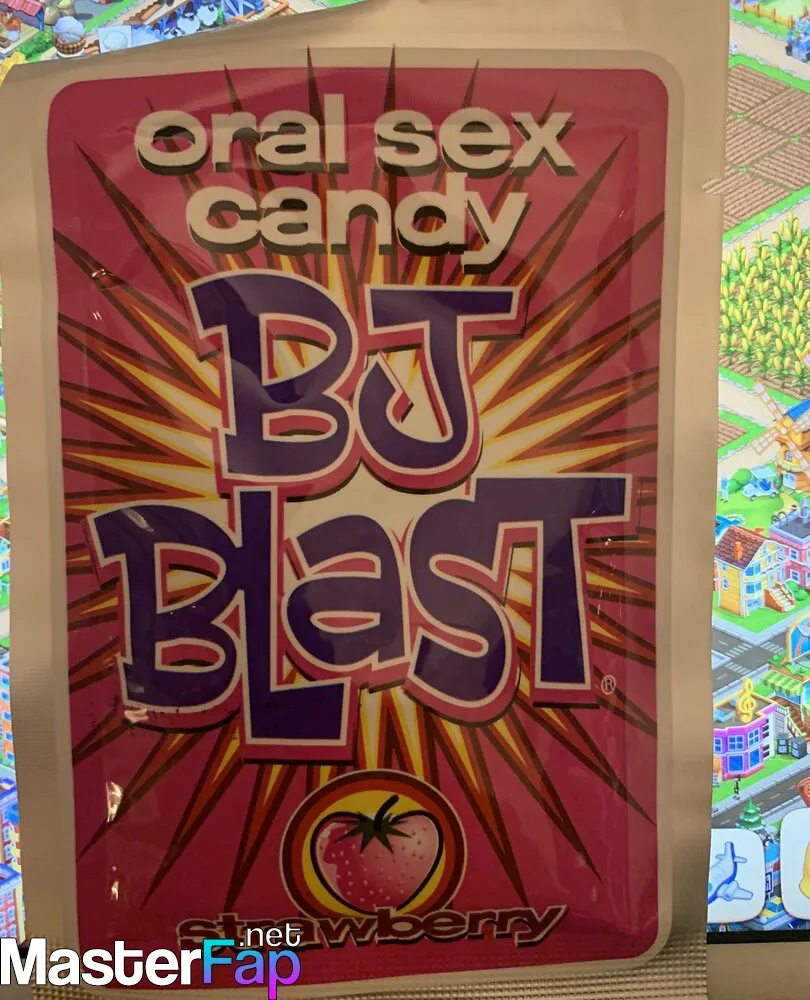 oral sex
candy
BJ
BLaST®
strawberry
MasterFap.net